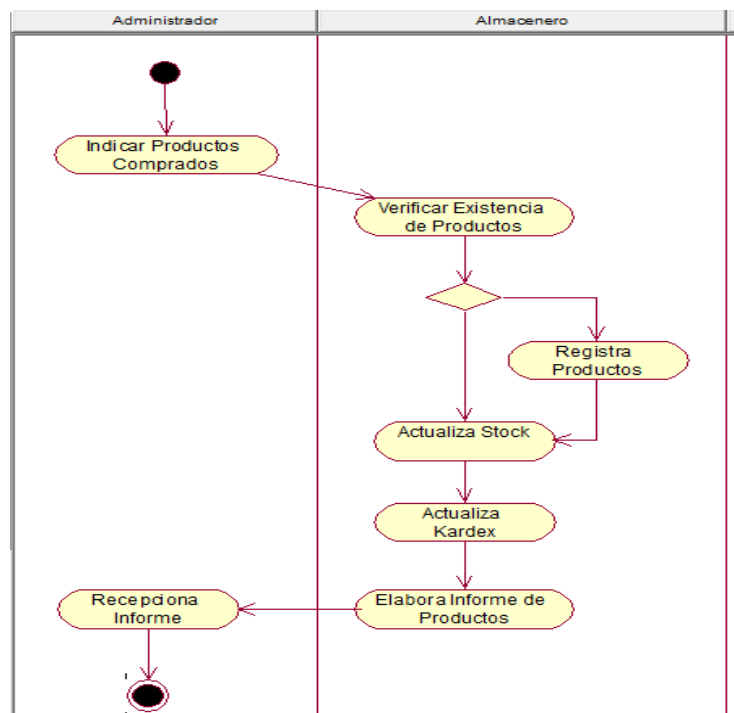 Administrador
Almacenero
Indicar Productos
Comprados
Verificar Existencia
de Productos
Registra
Productos
Actualiza Stock
Actualiza
Kardex
Elabora Informe de
Productos
Recepciona
Informe